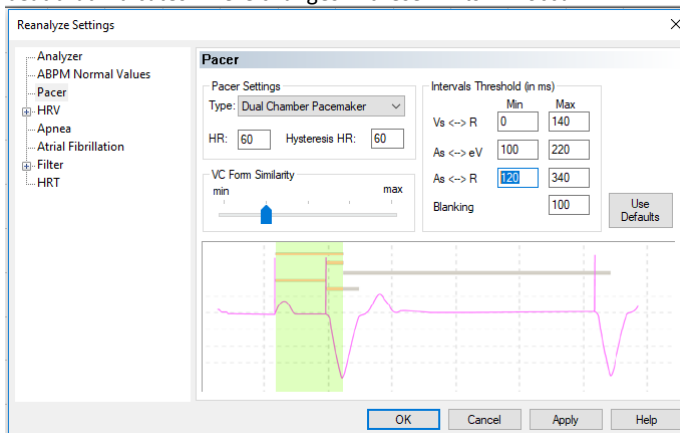 Reanalyze Settings
Analyzer
ABPM Normal Values
Pacer
HRV
Apnea
Atrial Fibrillation
Filter
HRT
Pacer
Pacer Settings
Type: Dual Chamber Pacemaker
HR: 60 Hysteresis HR: 60
VC Form Similarity
min max
Intervals Threshold (in ms)
Min Max
Vs <--> R 0 140
As <--> eV 100 220
As <--> R 120 340
Blanking 100
Use
Defaults
OK Cancel Apply Help